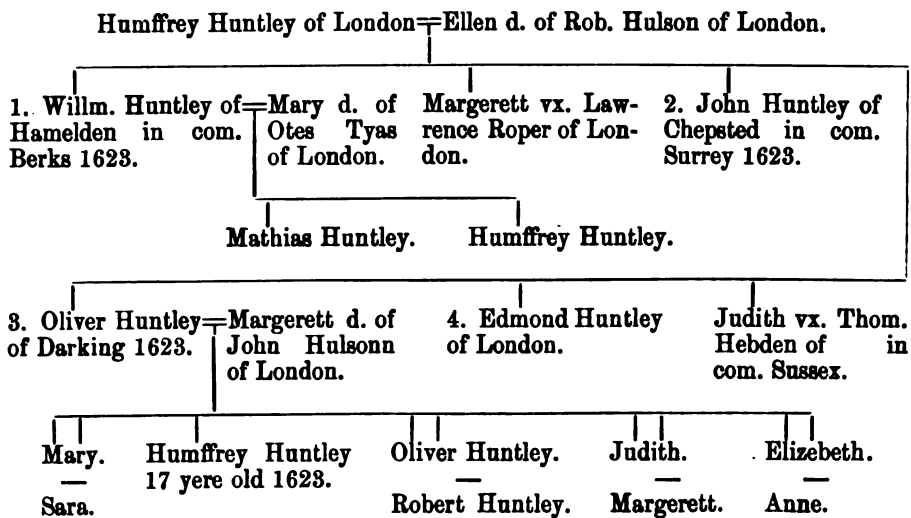 Humffrey Huntley of London=Ellen d. of Rob. Hulson of London.
1. Willm. Huntley of
Hamelden in com.
Berks 1623.
=Mary d. of
Otes Tyas
of London.
Margerett vx. Law-
rence Roper of Lon-
don.
2. John Huntley of
Chepsted in com.
Surrey 1623.
Mathias Huntley.
Humffrey Huntley.
3. Oliver Huntley
of Darking 1623.
=Margerett d. of
John Hulsonn
of London.
4. Edmond Huntley
of London.
Judith vx. Thom.
Hebden of in
com. Sussex.
Mary.
—
Sara.
Humffrey Huntley
17 yere old 1623.
Oliver Huntley.
—
Robert Huntley.
Judith.
—
Margerett.
Elizebeth.
—
Anne.